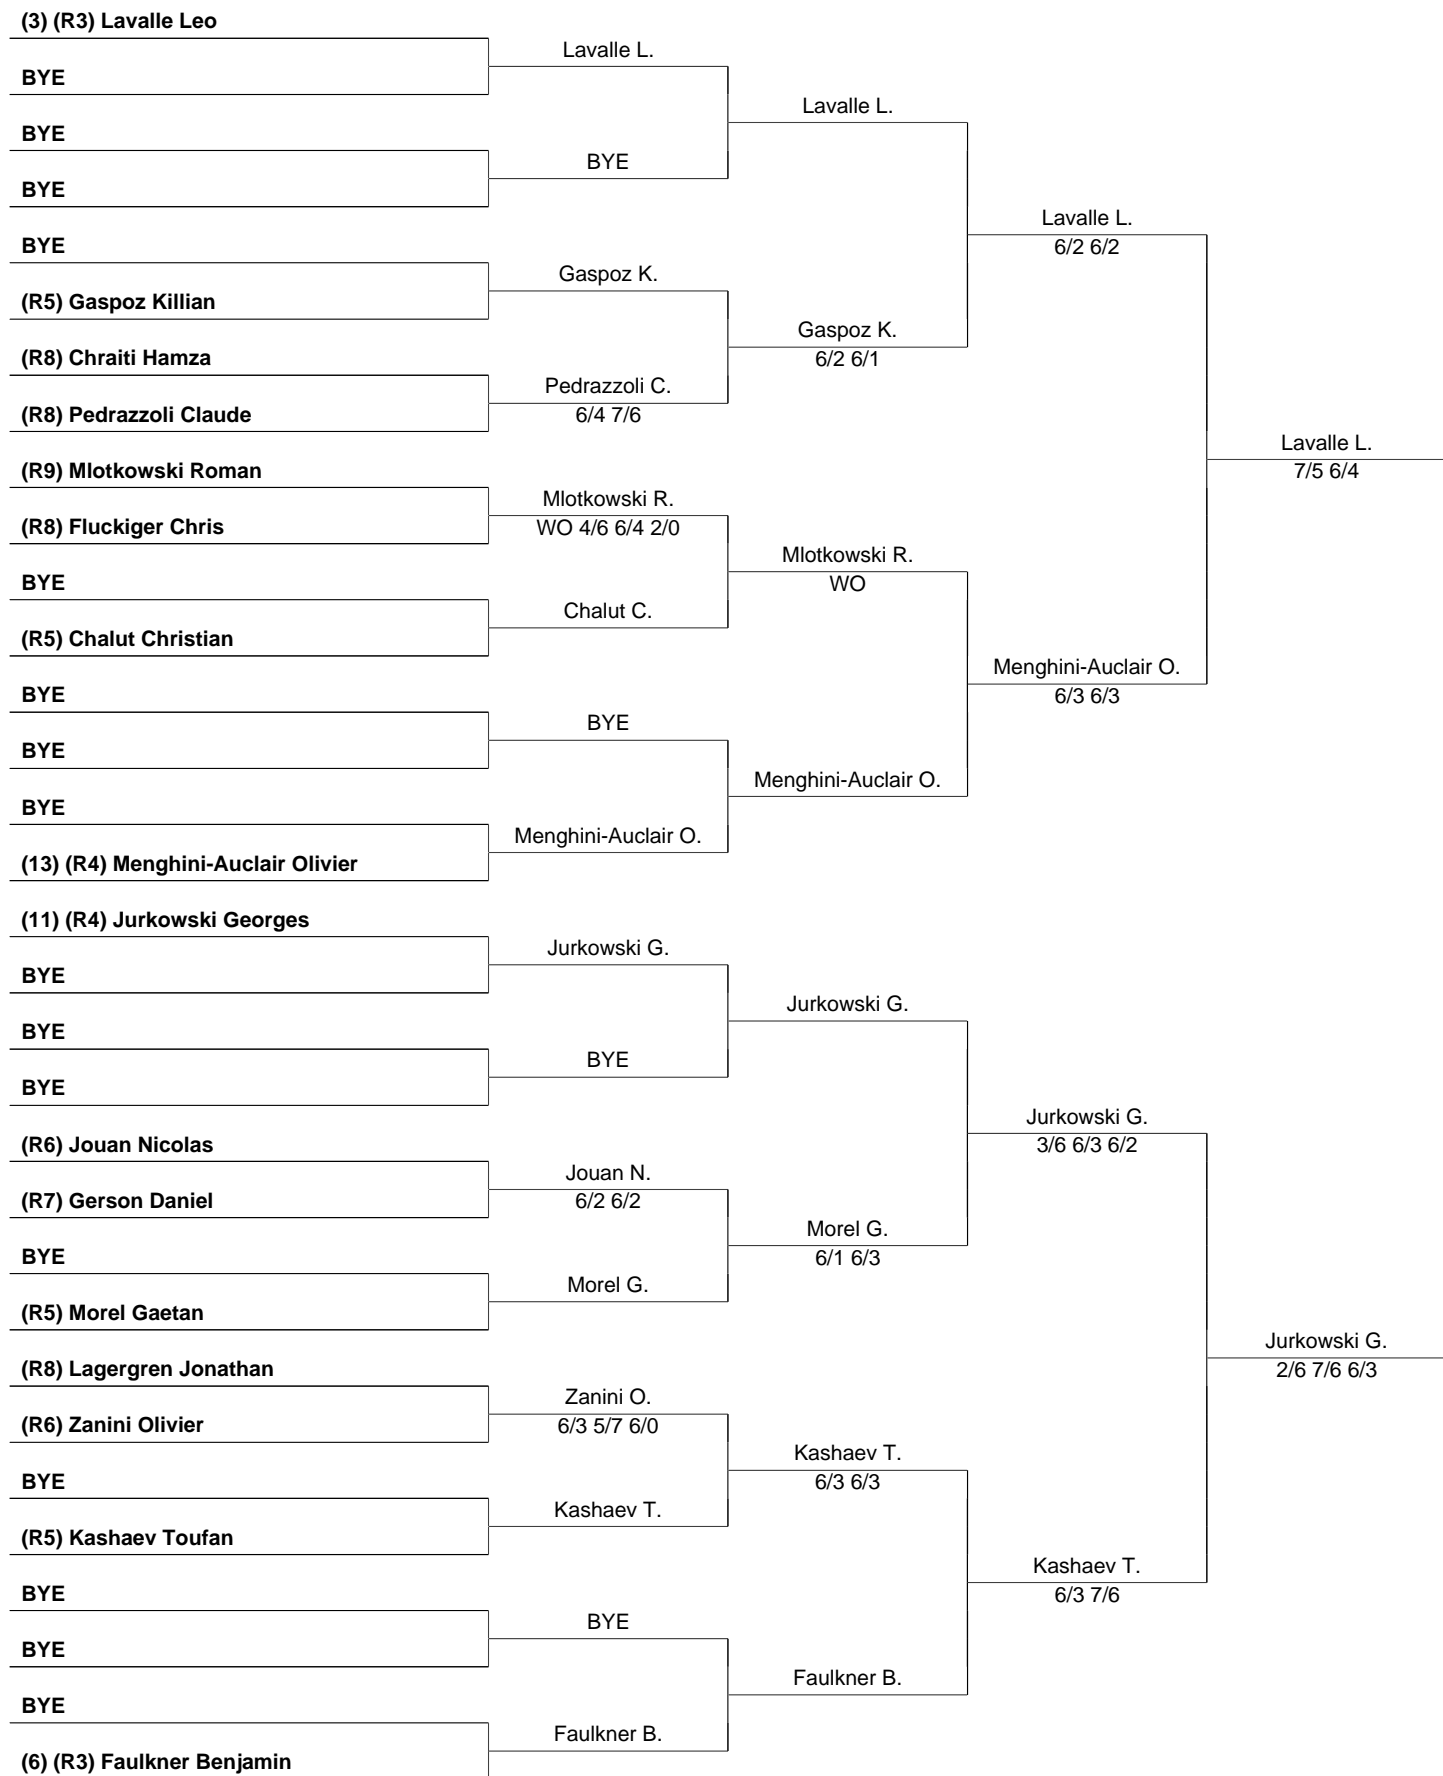 (3) (R3) Lavalle Leo
Lavalle L.
BYE
Lavalle L.
BYE
BYE
BYE
Lavalle L.
BYE
6/2 6/2
Gaspoz K.
(R5) Gaspoz Killian
Gaspoz K.
(R8) Chraiti Hamza
6/2 6/1
Pedrazzoli C.
(R8) Pedrazzoli Claude
6/4 7/6
Lavalle L.
(R9) Mlotkowski Roman
7/5 6/4
Mlotkowski R.
(R8) Fluckiger Chris
WO 4/6 6/4 2/0
Mlotkowski R.
BYE
WO
Chalut C.
(R5) Chalut Christian
Menghini-Auclair O.
BYE
6/3 6/3
BYE
BYE
Menghini-Auclair O.
BYE
Menghini-Auclair O.
(13) (R4) Menghini-Auclair Olivier
(11) (R4) Jurkowski Georges
Jurkowski G.
BYE
Jurkowski G.
BYE
BYE
BYE
Jurkowski G.
(R6) Jouan Nicolas
3/6 6/3 6/2
Jouan N.
(R7) Gerson Daniel
6/2 6/2
Morel G.
BYE
6/1 6/3
Morel G.
(R5) Morel Gaetan
Jurkowski G.
(R8) Lagergren Jonathan
2/6 7/6 6/3
Zanini O.
(R6) Zanini Olivier
6/3 5/7 6/0
Kashaev T.
BYE
6/3 6/3
Kashaev T.
(R5) Kashaev Toufan
Kashaev T.
BYE
6/3 7/6
BYE
BYE
Faulkner B.
BYE
Faulkner B.
(6) (R3) Faulkner Benjamin